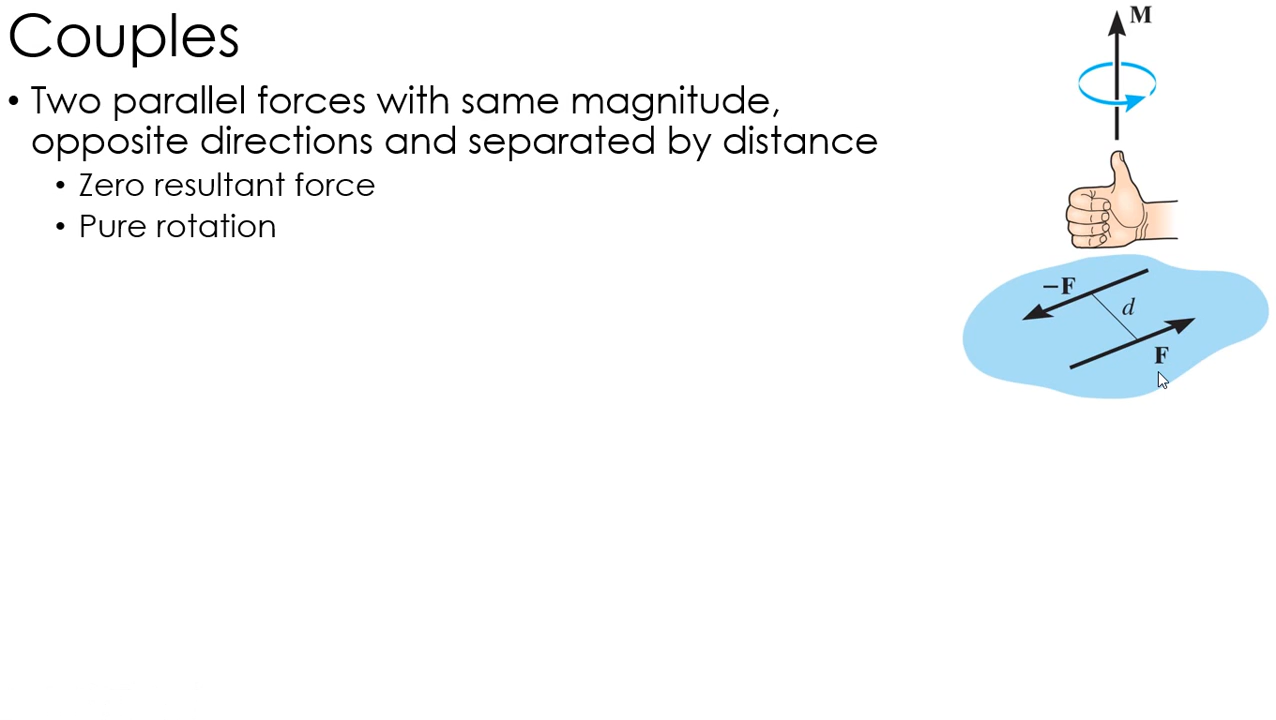 Couples
• Two parallel forces with same magnitude,
opposite directions and separated by distance
• Zero resultant force
• Pure rotation
M
−F
d
F